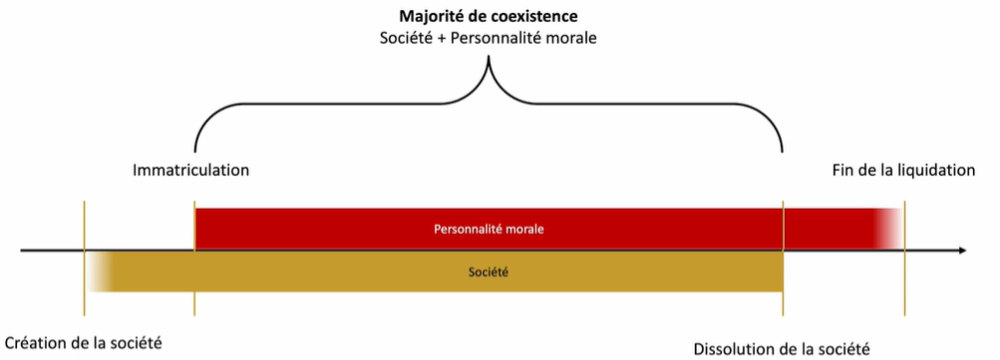 Majorité de coexistence
Société + Personnalité morale
Immatriculation
Fin de la liquidation
Personnalité morale
Société
Création de la société
Dissolution de la société